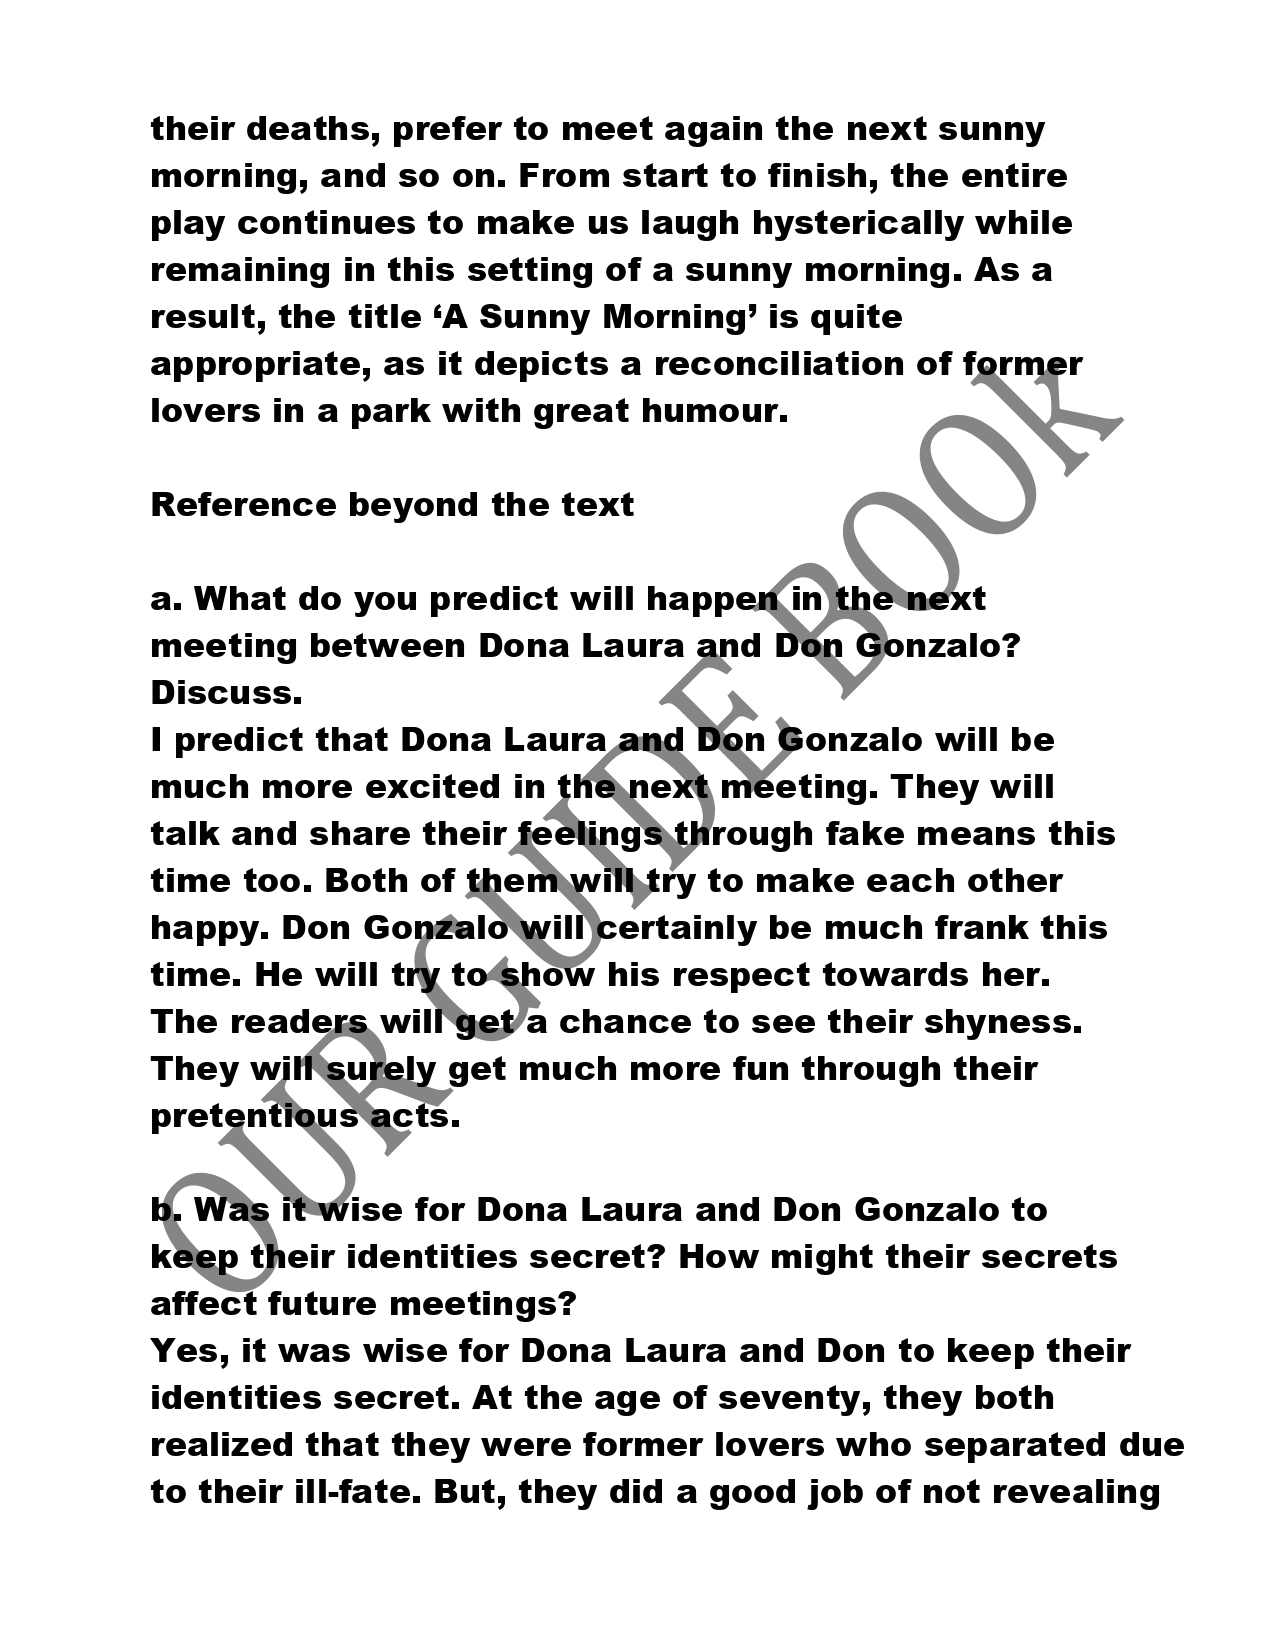 their deaths, prefer to meet again the next sunny
morning, and so on. From start to finish, the entire
play continues to make us laugh hysterically while
remaining in this setting of a sunny morning. As a
result, the title ‘A Sunny Morning’ is quite
appropriate, as it depicts a reconciliation of former
lovers in a park with great humour.
Reference beyond the text
a. What do you predict will happen in the next
meeting between Dona Laura and Don Gonzalo?
Discuss.
I predict that Dona Laura and Don Gonzalo will be
much more excited in the next meeting. They will
talk and share their feelings through fake means this
time too. Both of them will try to make each other
happy. Don Gonzalo will certainly be much frank this
time. He will try to show his respect towards her.
The readers will get a chance to see their shyness.
They will surely get much more fun through their
pretentious acts.
b. Was it wise for Dona Laura and Don Gonzalo to
keep their identities secret? How might their secrets
affect future meetings?
Yes, it was wise for Dona Laura and Don to keep their
identities secret. At the age of seventy, they both
realized that they were former lovers who separated due
to their ill-fate. But, they did a good job of not revealing
OUR GUIDE BOOk